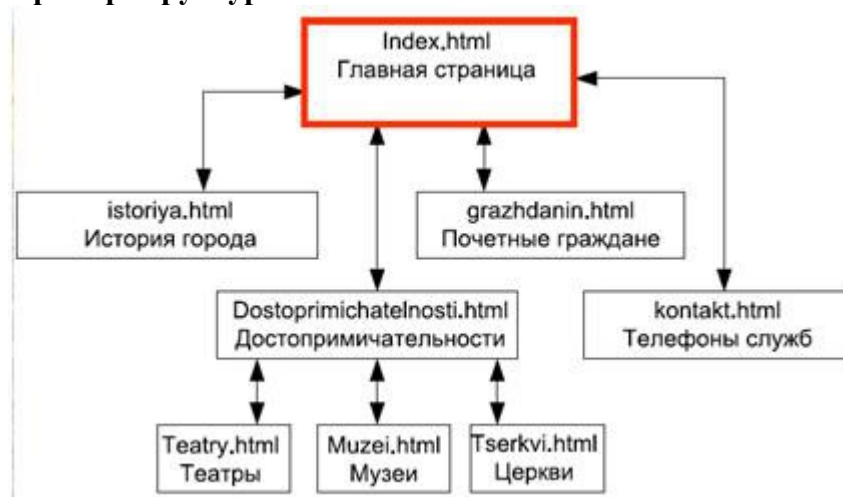 Index.html
Главная страница
istoriya.html
История города
grazhdanin.html
Почетные граждане
Dostoprimichatelnosti.html
Достопримичательности
kontakt.html
Телефоны служб
Teatry.html
Театры
Muzei.html
Музеи
Tserkvi.html
Церкви